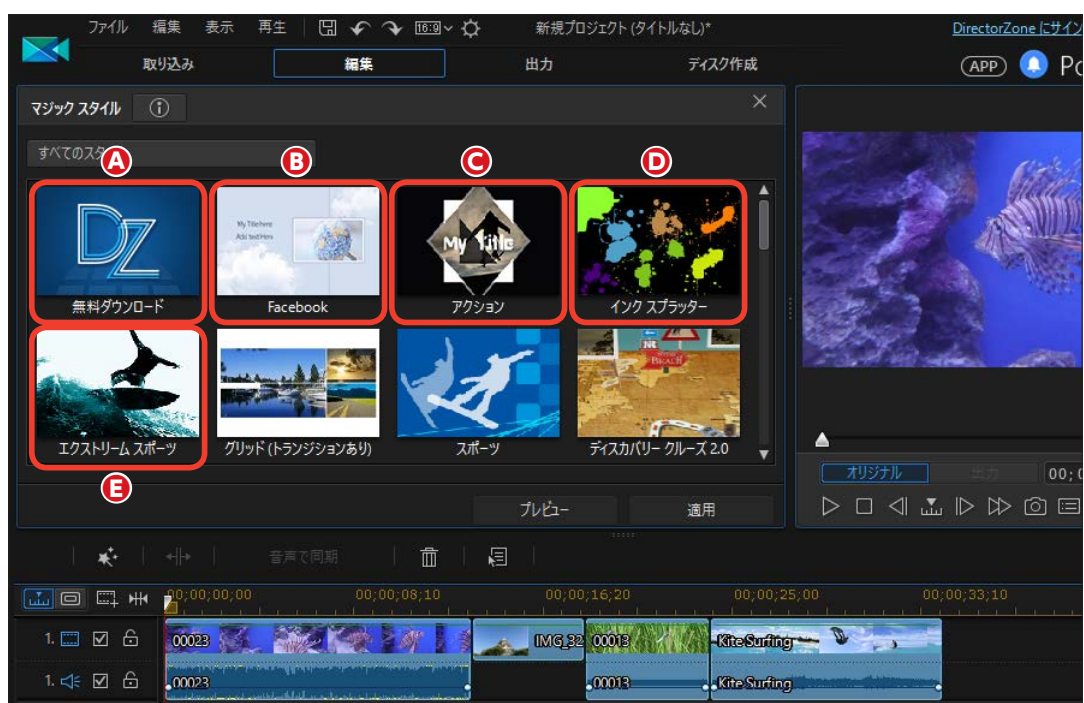 ファイル 編集 表示 再生 16:9 新規プロジェクト (タイトルなし)* DirectorZone にサイン
取り込み 編集 出力 ディスク作成 APP
マジック スタイル
すべてのスタ
A B C D
DZ My Title here Add text Here My Title
無料ダウンロード Facebook アクション インク スプラッター
エクストリーム スポーツ グリッド (トランジションあり) スポーツ ディスカバリー クルーズ 2.0
E
オリジナル 出力 00;
プレビュー 適用
音声で同期
00;00;00;00 00;00;08;10 00;00;16;20 00;00;25;00 00;00;33;10
1. 00023 IMG_32 00013 Kite Surfing
1. 00023 00013 Kite Surfing